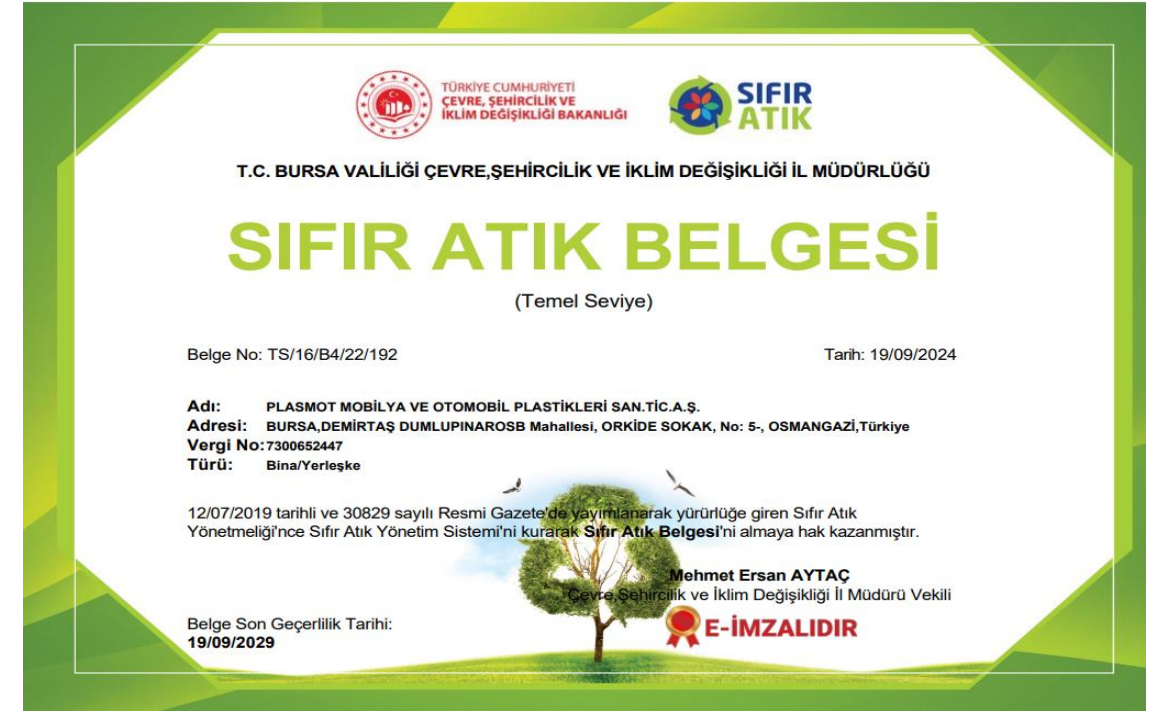 TÜRKİYE CUMHURİYETİ
ÇEVRE, ŞEHİRCİLİK VE
İKLİM DEĞİŞİKLİĞİ BAKANLIĞI
SIFIR
ATIK
T.C. BURSA VALİLİĞİ ÇEVRE,ŞEHİRCİLİK VE İKLİM DEĞİŞİKLİĞİ İL MÜDÜRLÜĞÜ
SIFIR ATIK BELGESİ
(Temel Seviye)
Belge No: TS/16/B4/22/192 Tarih: 19/09/2024
Adı: PLASMOT MOBİLYA VE OTOMOBİL PLASTİKLERİ SAN.TİC.A.Ş.
Adresi: BURSA,DEMİRTAŞ DUMLUPINAROSB Mahallesi, ORKİDE SOKAK, No: 5-, OSMANGAZİ,Türkiye
Vergi No: 7300652447
Türü: Bina/Yerleşke
12/07/2019 tarihli ve 30829 sayılı Resmi Gazete'de yayımlanarak yürürlüğe giren Sıfır Atık
Yönetmeliği'nce Sıfır Atık Yönetim Sistemi'ni kurarak Sıfır Atık Belgesi'ni almaya hak kazanmıştır.
Mehmet Ersan AYTAÇ
Çevre,Şehircilik ve İklim Değişikliği İl Müdürü Vekili
E-İMZALIDIR
Belge Son Geçerlilik Tarihi:
19/09/2029